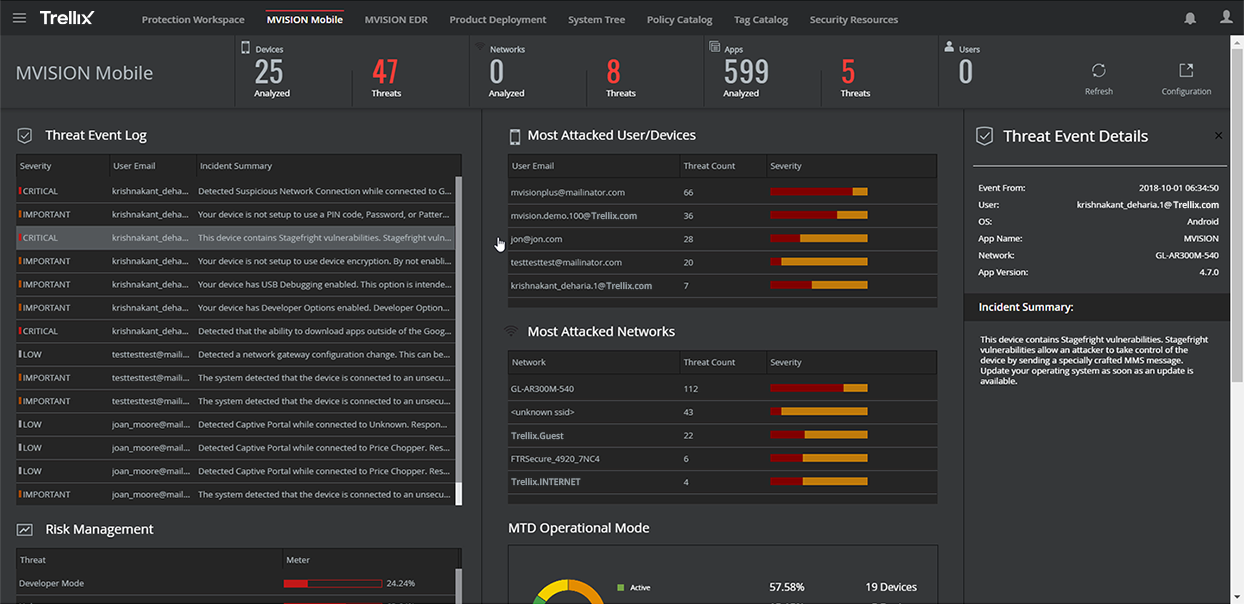 Trellix
Protection Workspace MVISION Mobile MVISION EDR Product Deployment System Tree Policy Catalog Tag Catalog Security Resources
MVISION Mobile
Devices
25
Analyzed
47
Threats
Networks
0
Analyzed
8
Threats
Apps
599
Analyzed
5
Threats
Users
0
Refresh
Configuration
Threat Event Log
Severity User Email Incident Summary
CRITICAL krishnakant_deha... Detected Suspicious Network Connection while connected to G...
IMPORTANT krishnakant_deha... Your device is not setup to use a PIN code, Password, or Patter...
CRITICAL krishnakant_deha... This device contains Stagefright vulnerabilities. Stagefright vuln...
IMPORTANT krishnakant_deha... Your device is not setup to use device encryption. By not enabli...
IMPORTANT krishnakant_deha... Your device has USB Debugging enabled. This option is intende...
IMPORTANT krishnakant_deha... Your device has Developer Options enabled. Developer Option...
CRITICAL krishnakant_deha... Detected that the ability to download apps outside of the Goog...
LOW testtesttest@maili... Detected a network gateway configuration change. This can be...
IMPORTANT testtesttest@maili... The system detected that the device is connected to an unsecu...
IMPORTANT testtesttest@maili... The system detected that the device is connected to an unsecu...
LOW joan_moore@mail... Detected Captive Portal while connected to Unknown. Respon...
LOW joan_moore@mail... Detected Captive Portal while connected to Price Chopper. Res...
LOW joan_moore@mail... Detected Captive Portal while connected to Price Chopper. Res...
IMPORTANT joan_moore@mail... The system detected that the device is connected to an unsecu...
Risk Management
Threat Meter
Developer Mode 24.24%
Most Attacked User/Devices
User Email Threat Count Severity
mvisionplus@mailinator.com 66
mvision.demo.100@Trellix.com 36
jon@jon.com 28
testtesttest@mailinator.com 20
krishnakant_deharia.1@Trellix.com 7
Most Attacked Networks
Network Threat Count Severity
GL-AR300M-540 112
<unknown ssid> 43
Trellix.Guest 22
FTRSecure_4920_7NC4 6
Trellix.INTERNET 4
MTD Operational Mode
Active 57.58% 19 Devices
Threat Event Details
Event From: 2018-10-01 06:34:50
User: krishnakant_deharia.1@Trellix.com
OS: Android
App Name: MVISION
Network: GL-AR300M-540
App Version: 4.7.0
Incident Summary:
This device contains Stagefright vulnerabilities. Stagefright
vulnerabilities allow an attacker to take control of the
device by sending a specially crafted MMS message.
Update your operating system as soon as an update is
available.